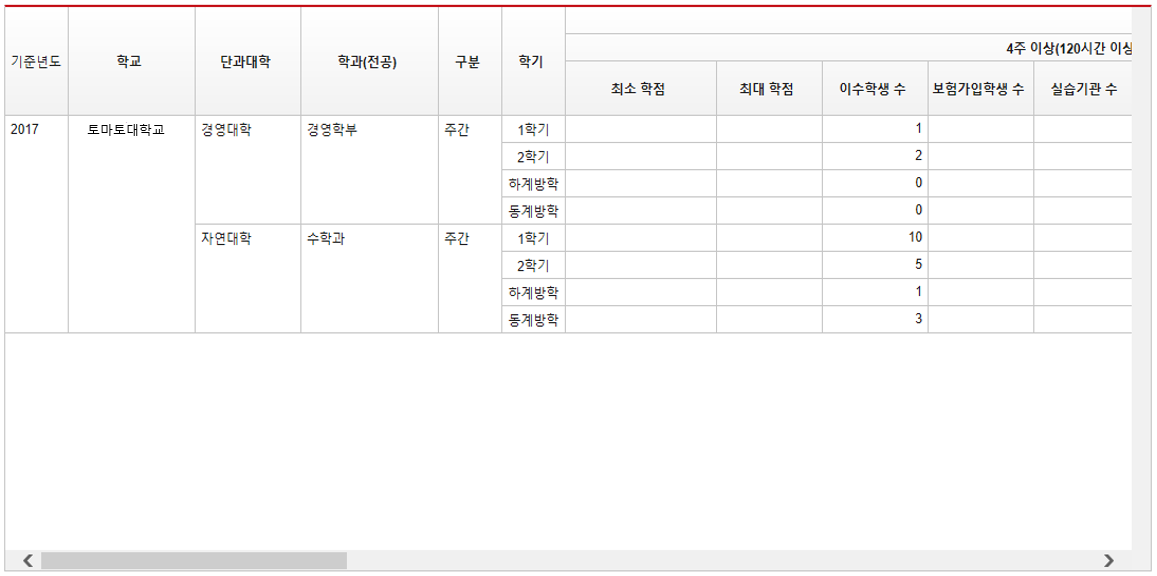 4주 이상(120시간 이상
기준년도 학교 단과대학 학과(전공) 구분 학기
최소 학점 최대 학점 이수학생 수 보험가입학생 수 실습기관 수
2017 토마토대학교 경영대학 경영학부 주간 1학기 1
2학기 2
하계방학 0
동계방학 0
자연대학 수학과 주간 1학기 10
2학기 5
하계방학 1
동계방학 3